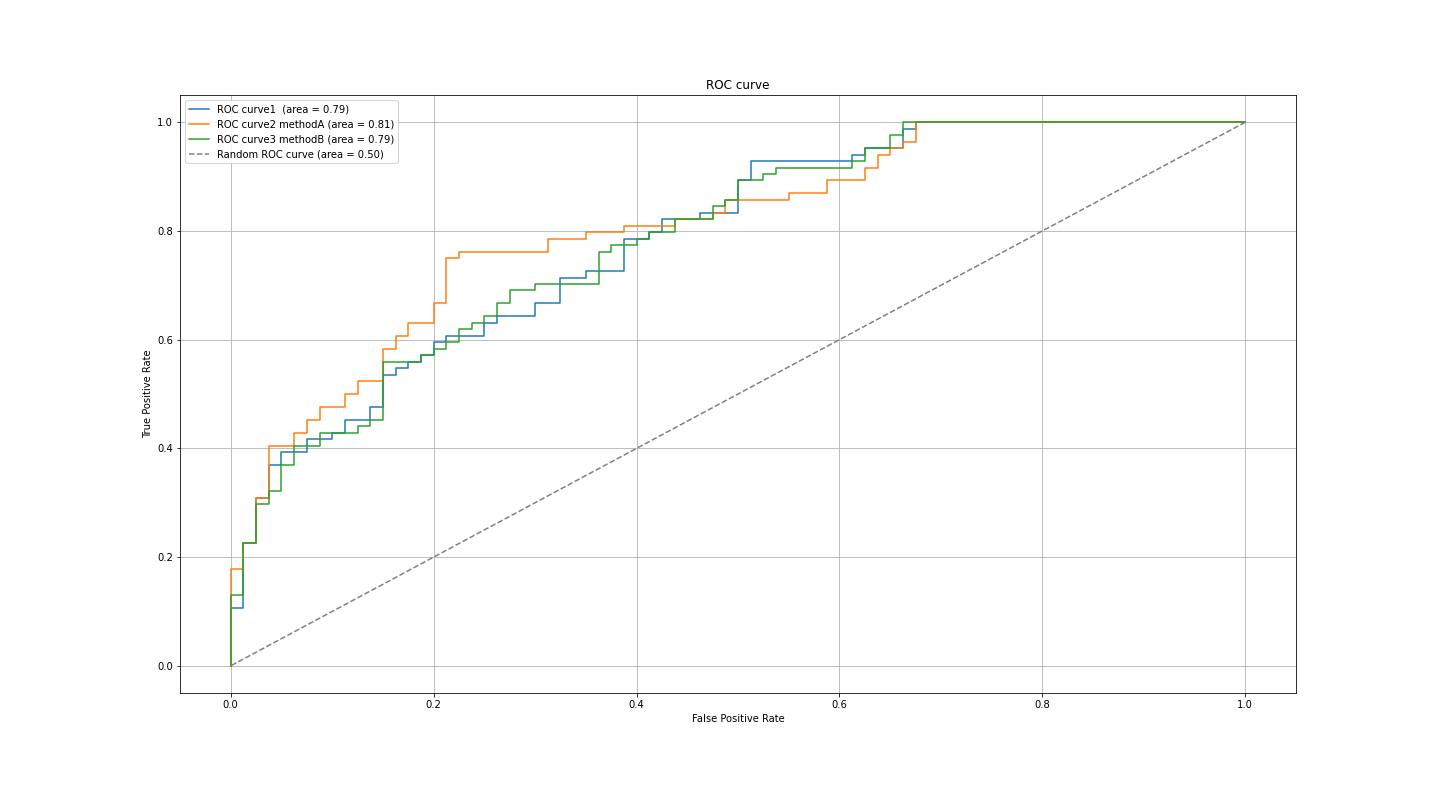 ROC curve
ROC curve1  (area = 0.79)
ROC curve2 methodA (area = 0.81)
ROC curve3 methodB (area = 0.79)
Random ROC curve (area = 0.50)
1.0
0.8
0.6
0.4
0.2
0.0
True Positive Rate
0.0 0.2 0.4 0.6 0.8 1.0
False Positive Rate